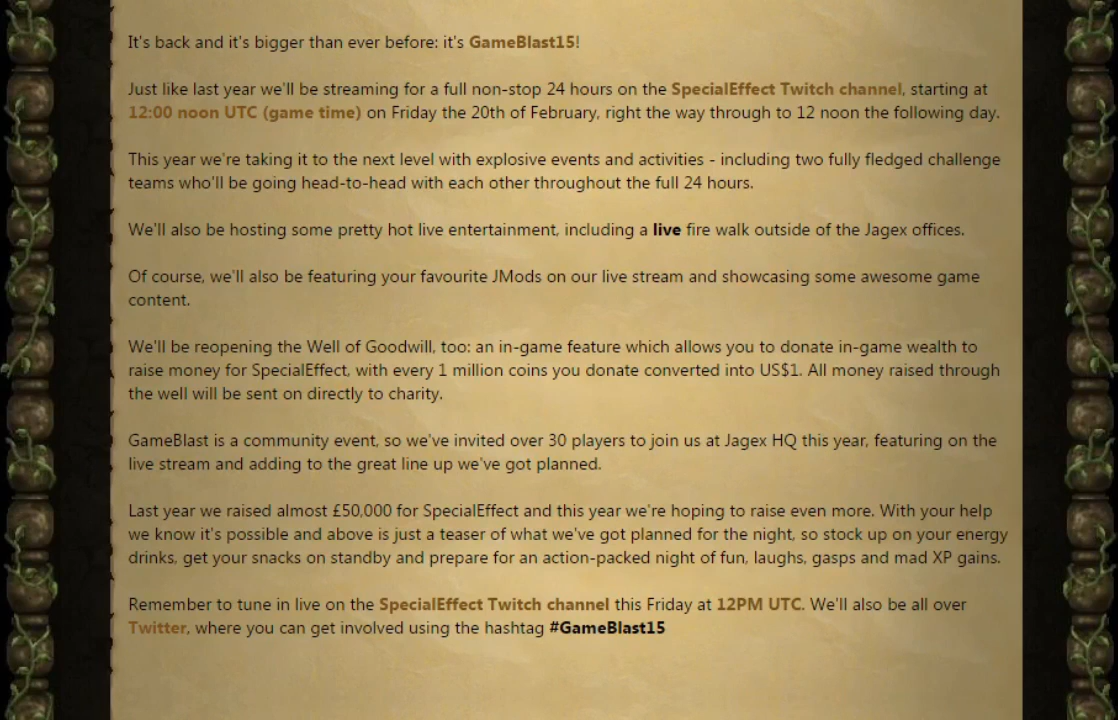 It's back and it's bigger than ever before: it's GameBlast15!
Just like last year we'll be streaming for a full non-stop 24 hours on the SpecialEffect Twitch channel, starting at
12:00 noon UTC (game time) on Friday the 20th of February, right the way through to 12 noon the following day.
This year we're taking it to the next level with explosive events and activities - including two fully fledged challenge
teams who'll be going head-to-head with each other throughout the full 24 hours.
We'll also be hosting some pretty hot live entertainment, including a live fire walk outside of the Jagex offices.
Of course, we'll also be featuring your favourite JMods on our live stream and showcasing some awesome game
content.
We'll be reopening the Well of Goodwill, too: an in-game feature which allows you to donate in-game wealth to
raise money for SpecialEffect, with every 1 million coins you donate converted into US$1. All money raised through
the well will be sent on directly to charity.
GameBlast is a community event, so we've invited over 30 players to join us at Jagex HQ this year, featuring on the
live stream and adding to the great line up we've got planned.
Last year we raised almost £50,000 for SpecialEffect and this year we're hoping to raise even more. With your help
we know it's possible and above is just a teaser of what we've got planned for the night, so stock up on your energy
drinks, get your snacks on standby and prepare for an action-packed night of fun, laughs, gasps and mad XP gains.
Remember to tune in live on the SpecialEffect Twitch channel this Friday at 12PM UTC. We'll also be all over
Twitter, where you can get involved using the hashtag #GameBlast15